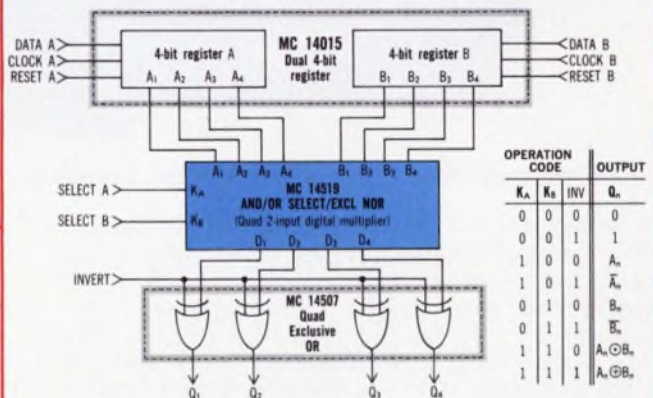 MC 14015
Dual 4-bit
register
DATA A
CLOCK A
RESET A
4-bit register A
A₁ A₂ A₃ A₄
4-bit register B
B₁ B₂ B₃ B₄
DATA B
CLOCK B
RESET B
A₁ A₂ A₃ A₄ B₁ B₂ B₃ B₄
SELECT A
KA
MC 14519
AND/OR SELECT/EXCL NOR
SELECT B
KB
(Quad 2-input digital multiplier)
D₁ D₂ D₃ D₄
INVERT
MC 14507
Quad
Exclusive
OR
Q₁ Q₂ Q₃ Q₄
OPERATION
CODE OUTPUT
KA KB INV Qn
0 0 0 0
0 0 1 1
1 0 0 An
1 0 1 A̅n
0 1 0 Bn
0 1 1 B̅n
1 1 0 An⊙Bn
1 1 1 An⊕Bn